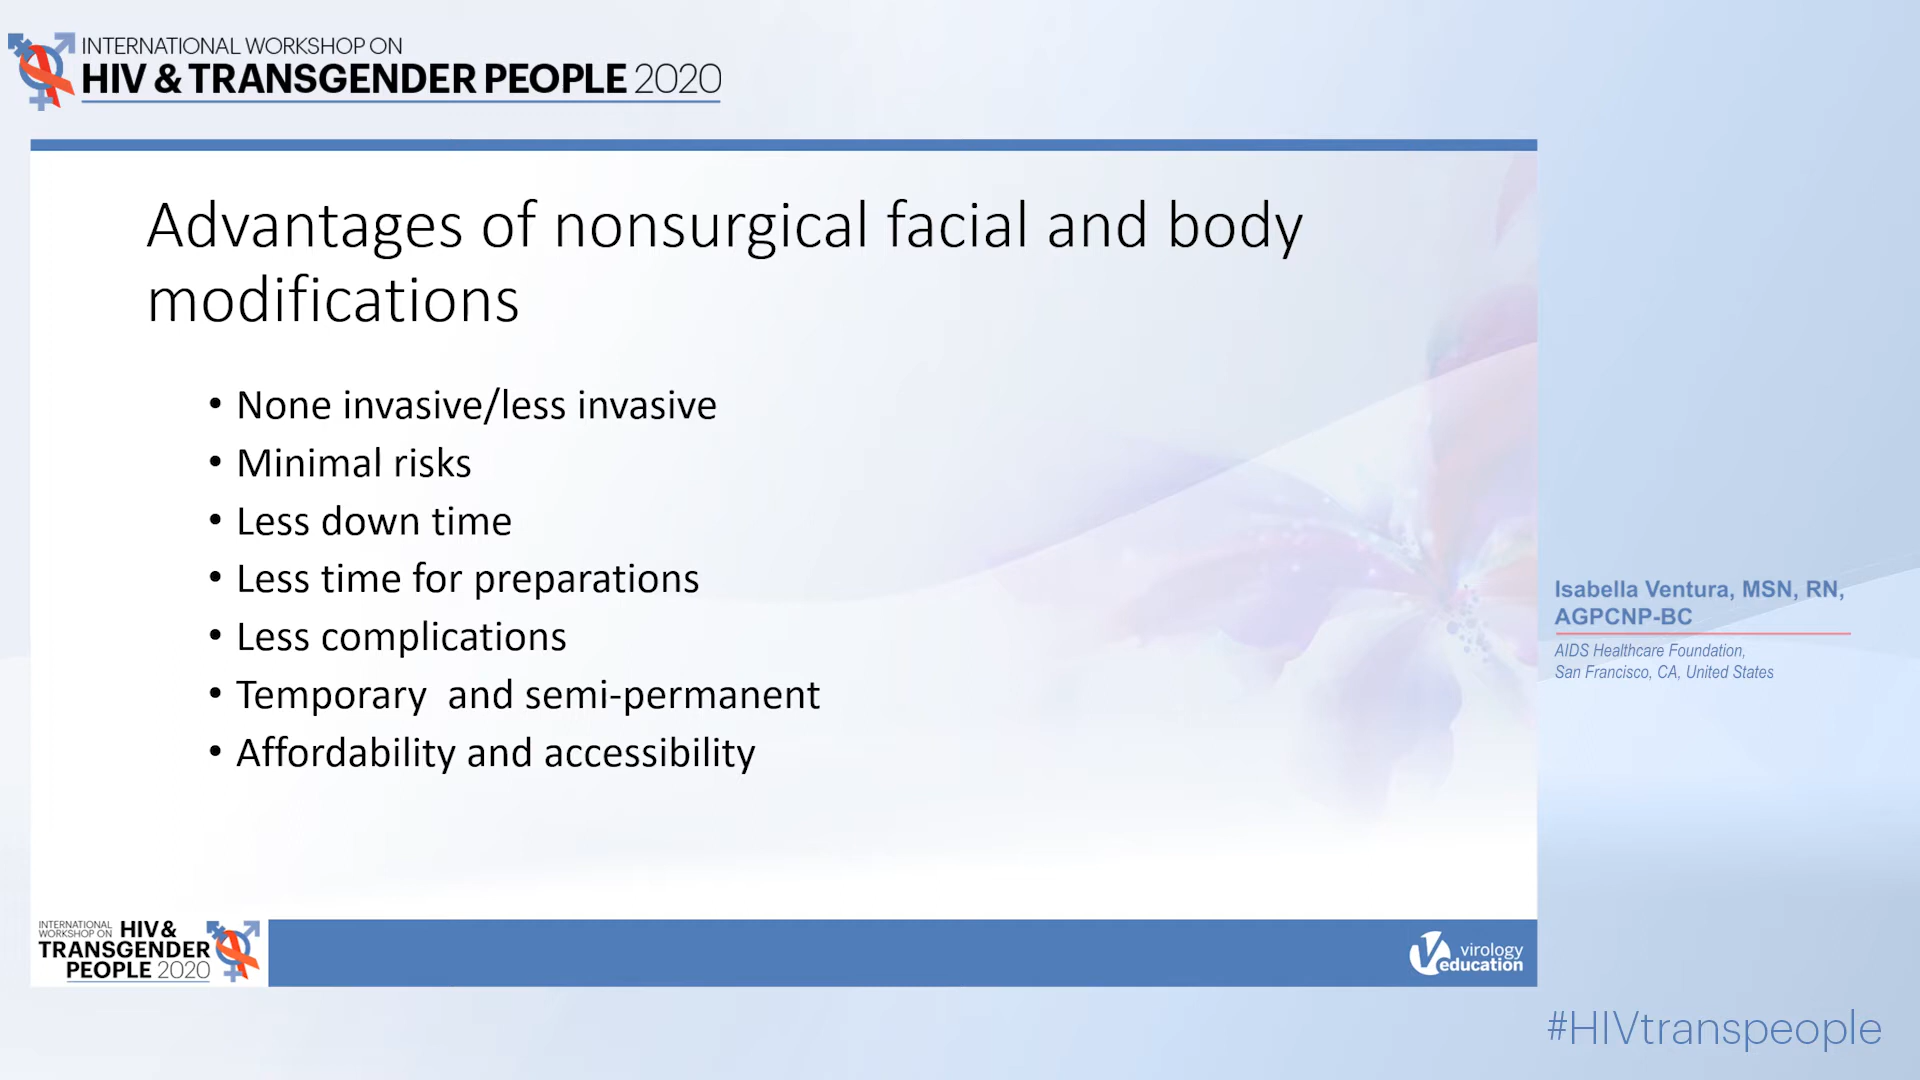 INTERNATIONAL WORKSHOP ON
HIV & TRANSGENDER PEOPLE 2020
Advantages of nonsurgical facial and body
modifications
• None invasive/less invasive
• Minimal risks
• Less down time
• Less time for preparations
• Less complications
• Temporary and semi-permanent
• Affordability and accessibility
Isabella Ventura, MSN, RN,
AGPCNP-BC
AIDS Healthcare Foundation,
San Francisco, CA, United States
INTERNATIONAL
WORKSHOP ON HIV &
TRANSGENDER
PEOPLE 2020
virology
education
#HIVtranspeople